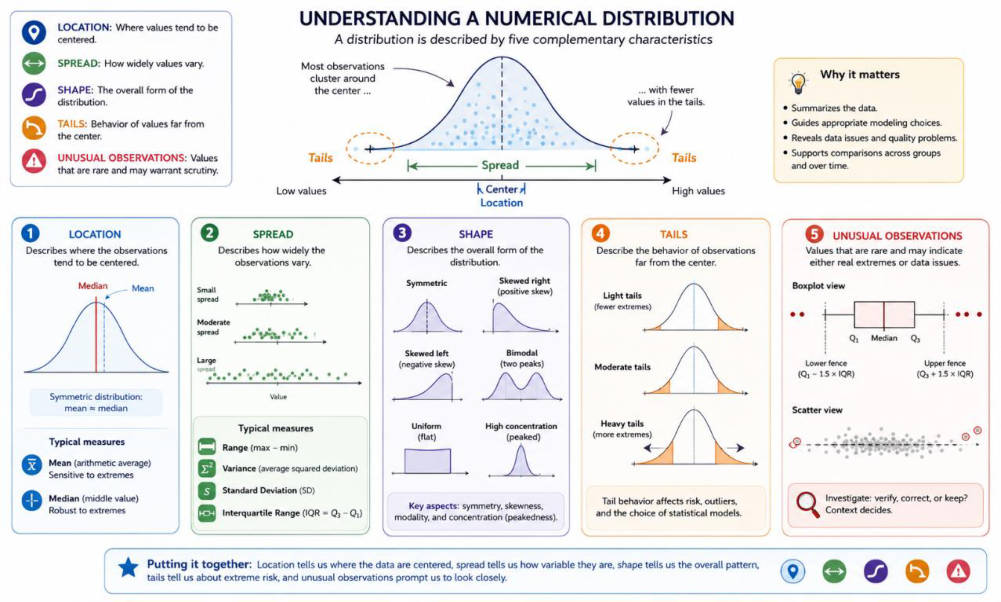 UNDERSTANDING A NUMERICAL DISTRIBUTION
A distribution is described by five complementary characteristics
LOCATION: Where values tend to be
centered.
SPREAD: How widely values vary.
SHAPE: The overall form of the
distribution.
TAILS: Behavior of values far from
the center.
UNUSUAL OBSERVATIONS: Values
that are rare and may warrant scrutiny.
Most observations
cluster around
the center ...
... with fewer
values in the tails.
Tails
Spread
Tails
Low values
Center
High values
Location
Why it matters
• Summarizes the data.
• Guides appropriate modeling choices.
• Reveals data issues and quality problems.
• Supports comparisons across groups
and over time.
1 LOCATION
Describes where the observations
tend to be centered.
Median
Mean
Symmetric distribution:
mean ≈ median
Typical measures
x̄ Mean (arithmetic average)
Sensitive to extremes
Median (middle value)
Robust to extremes
2 SPREAD
Describes how widely the
observations vary.
Small
spread
Moderate
spread
Large
spread
Value
Typical measures
Range (max – min)
Σ² Variance (average squared deviation)
S Standard Deviation (SD)
Interquartile Range (IQR = Q₃ – Q₁)
3 SHAPE
Describes the overall form of the
distribution.
Symmetric
Skewed right
(positive skew)
Skewed left
(negative skew)
Bimodal
(two peaks)
Uniform
(flat)
High concentration
(peaked)
Key aspects: symmetry, skewness,
modality, and concentration (peakedness).
4 TAILS
Describe the behavior of observations
far from the center.
Light tails
(fewer extremes)
Moderate tails
Heavy tails
(more extremes)
Tail behavior affects risk, outliers,
and the choice of statistical models.
5 UNUSUAL OBSERVATIONS
Values that are rare and may indicate
either real extremes or data issues.
Boxplot view
Q₁ Median Q₃
Lower fence
(Q₁ – 1.5 × IQR)
Upper fence
(Q₃ + 1.5 × IQR)
Scatter view
Investigate: verify, correct, or keep?
Context decides.
Putting it together: Location tells us where the data are centered, spread tells us how variable they are, shape tells us the overall pattern,
tails tell us about extreme risk, and unusual observations prompt us to look closely.